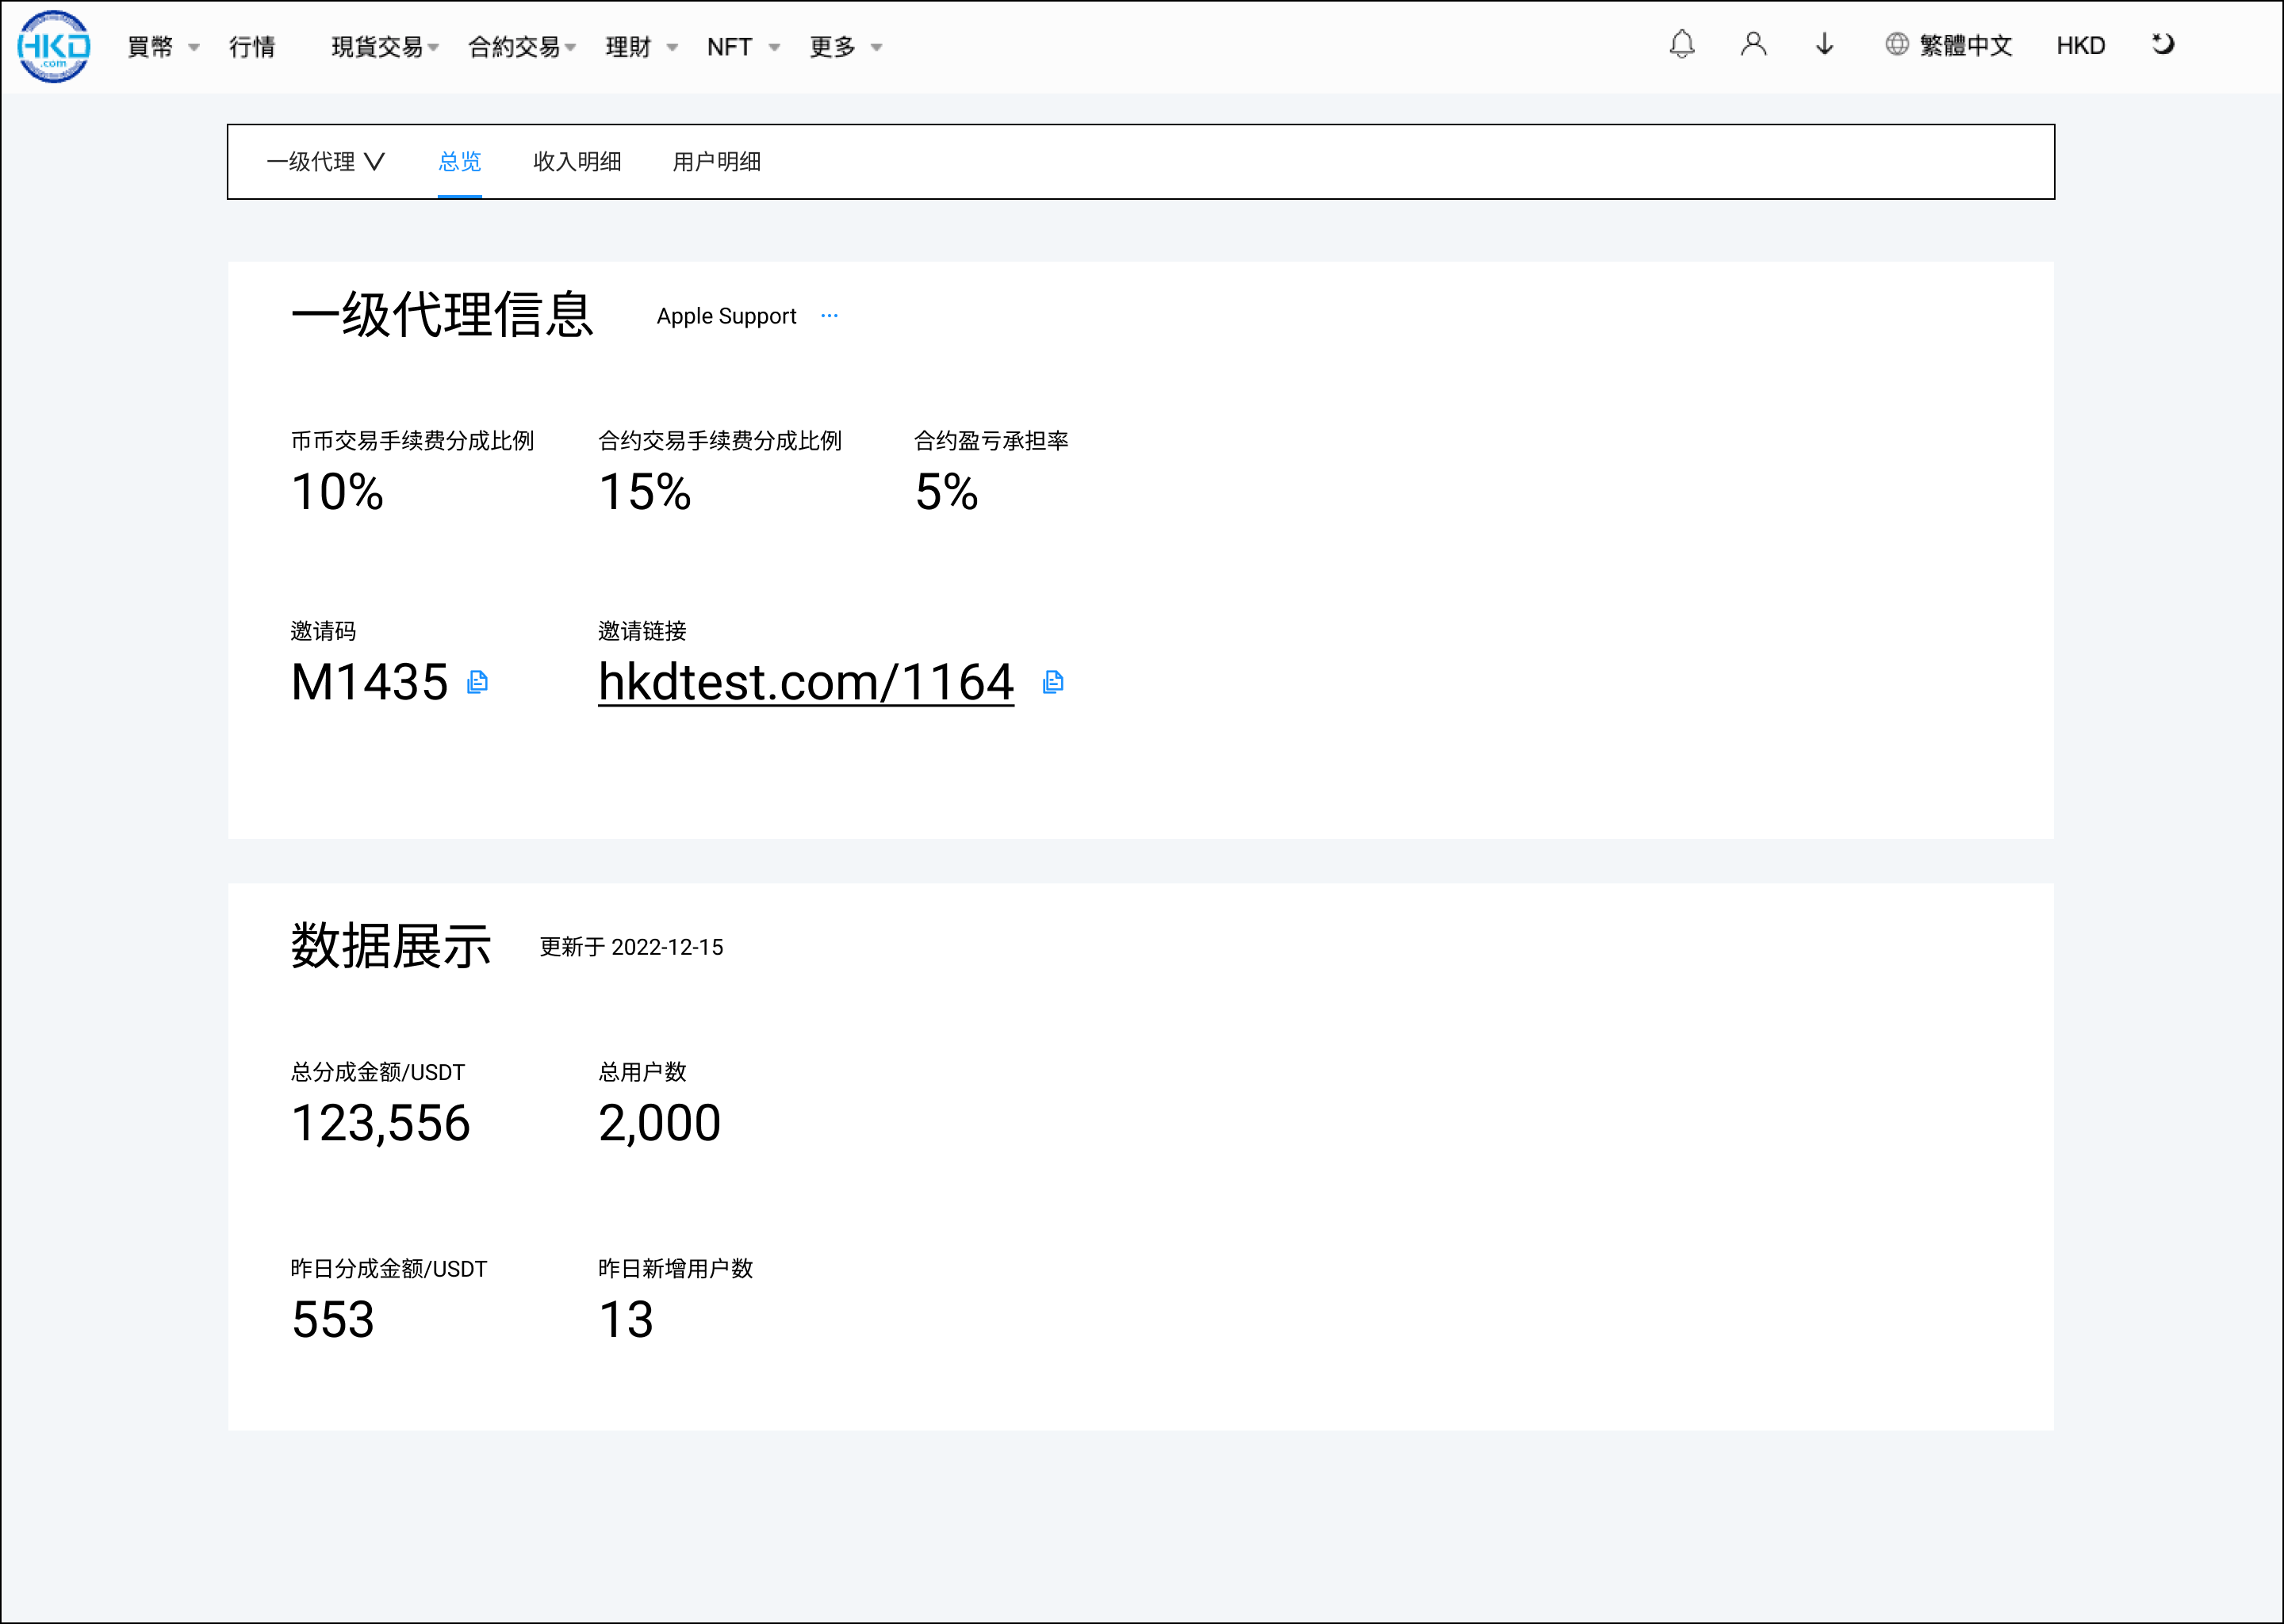 HKD
.com
買幣 行情 現貨交易 合約交易 理財 NFT 更多 繁體中文 HKD
一级代理 总览 收入明细 用户明细
一级代理信息 Apple Support ...
币币交易手续费分成比例 合约交易手续费分成比例 合约盈亏承担率
10% 15% 5%
邀请码 邀请链接
M1435 hkdtest.com/1164
数据展示 更新于 2022-12-15
总分成金额/USDT 总用户数
123,556 2,000
昨日分成金额/USDT 昨日新增用户数
553 13